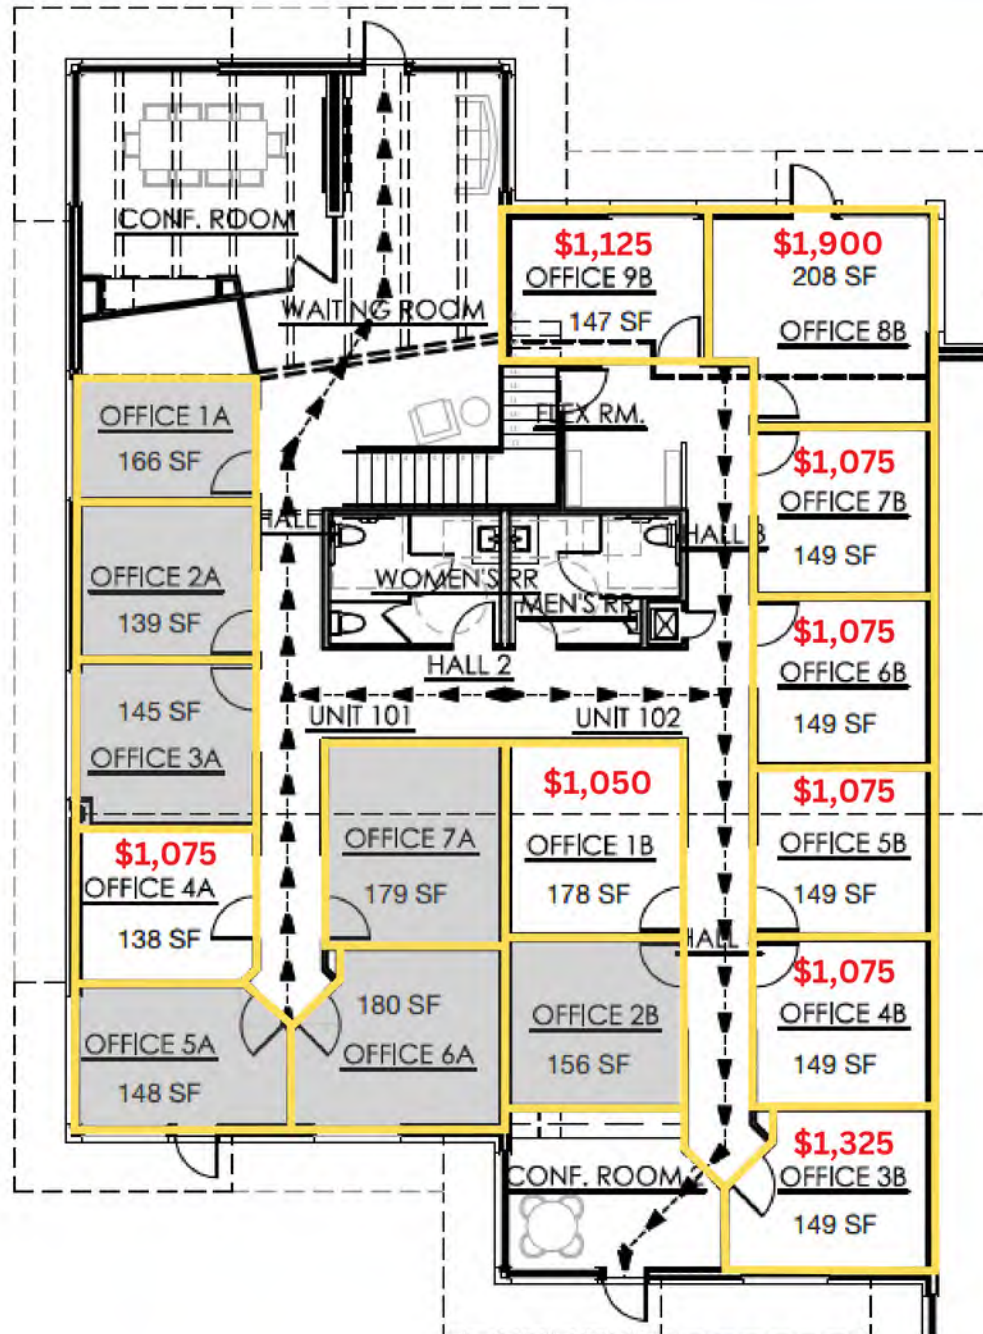 CONF. ROOM
WAITING ROOM
$1,125
OFFICE 9B
147 SF
$1,900
208 SF
OFFICE 8B
OFFICE 1A
166 SF
FLEX RM.
$1,075
OFFICE 7B
149 SF
HALL
HALL 3
OFFICE 2A
139 SF
WOMEN'S RR
MEN'S RR
$1,075
OFFICE 6B
149 SF
HALL 2
145 SF
OFFICE 3A
UNIT 101
UNIT 102
$1,050
OFFICE 1B
178 SF
$1,075
OFFICE 5B
149 SF
OFFICE 7A
179 SF
$1,075
OFFICE 4A
138 SF
HALL
180 SF
OFFICE 6A
OFFICE 2B
156 SF
$1,075
OFFICE 4B
149 SF
OFFICE 5A
148 SF
CONF. ROOM
$1,325
OFFICE 3B
149 SF